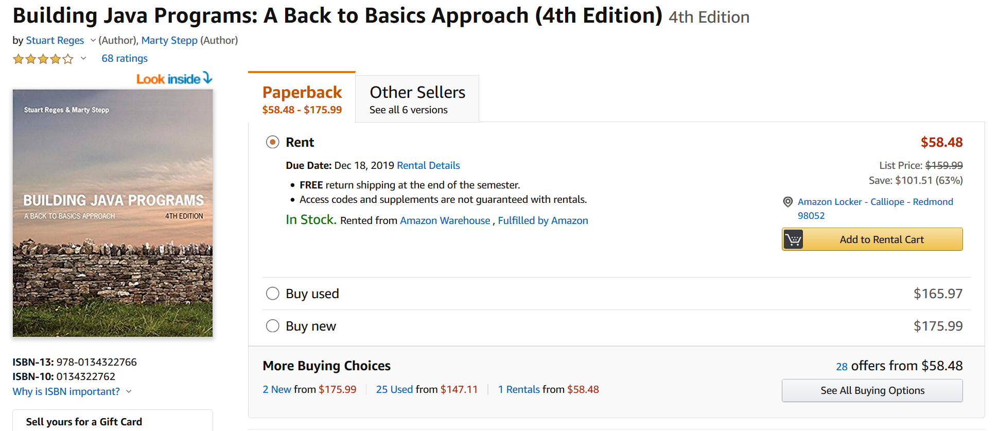 Building Java Programs: A Back to Basics Approach (4th Edition) 4th Edition
by Stuart Reges (Author), Marty Stepp (Author)
68 ratings
Look inside
Stuart Reges & Marty Stepp
BUILDING JAVA™ PROGRAMS
A BACK TO BASICS APPROACH 4TH EDITION
ISBN-13: 978-0134322766
ISBN-10: 0134322762
Why is ISBN important?
Sell yours for a Gift Card
Paperback
$58.48 - $175.99
Other Sellers
See all 6 versions
Rent $58.48
Due Date: Dec 18, 2019 Rental Details
List Price: $159.99
Save: $101.51 (63%)
• FREE return shipping at the end of the semester.
• Access codes and supplements are not guaranteed with rentals.
In Stock. Rented from Amazon Warehouse , Fulfilled by Amazon
Amazon Locker - Calliope - Redmond
98052
Add to Rental Cart
Buy used $165.97
Buy new $175.99
More Buying Choices
28 offers from $58.48
2 New from $175.99 25 Used from $147.11 1 Rentals from $58.48
See All Buying Options